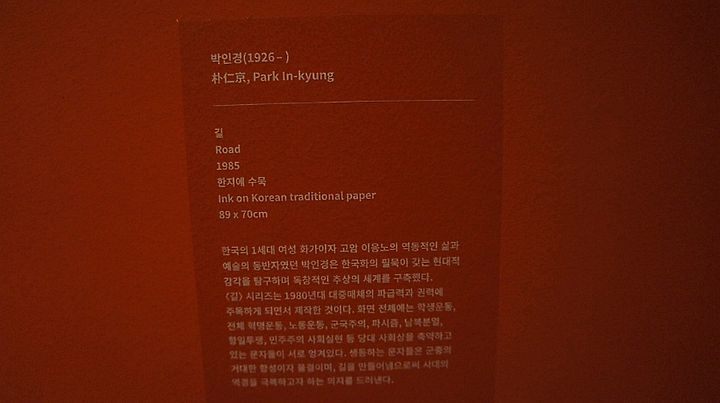 박인경(1926– )
朴仁京, Park In-kyung
길
Road
1985
한지에 수묵
Ink on Korean traditional paper
89 x 70cm
한국의 1세대 여성 화가이자 고암 이응노의 역동적인 삶과
예술의 동반자였던 박인경은 한국화의 필묵이 갖는 현대적
감각을 탐구하며 독창적인 추상의 세계를 구축했다.
〈길〉 시리즈는 1980년대 대중매체의 파급력과 권력에
주목하게 되면서 제작한 것이다. 화면 전체에는 학생운동,
전체 혁명운동, 노동운동, 군국주의, 파시즘, 남북분열,
항일투쟁, 민주주의 사회실현 등 당대 사회상을 축약하고
있는 문자들이 서로 엉겨있다. 생동하는 문자들은 군중의
거대한 함성이자 물결이며, 길을 만들어냄으로써 시대의
역경을 극복하고자 하는 의지를 드러낸다.